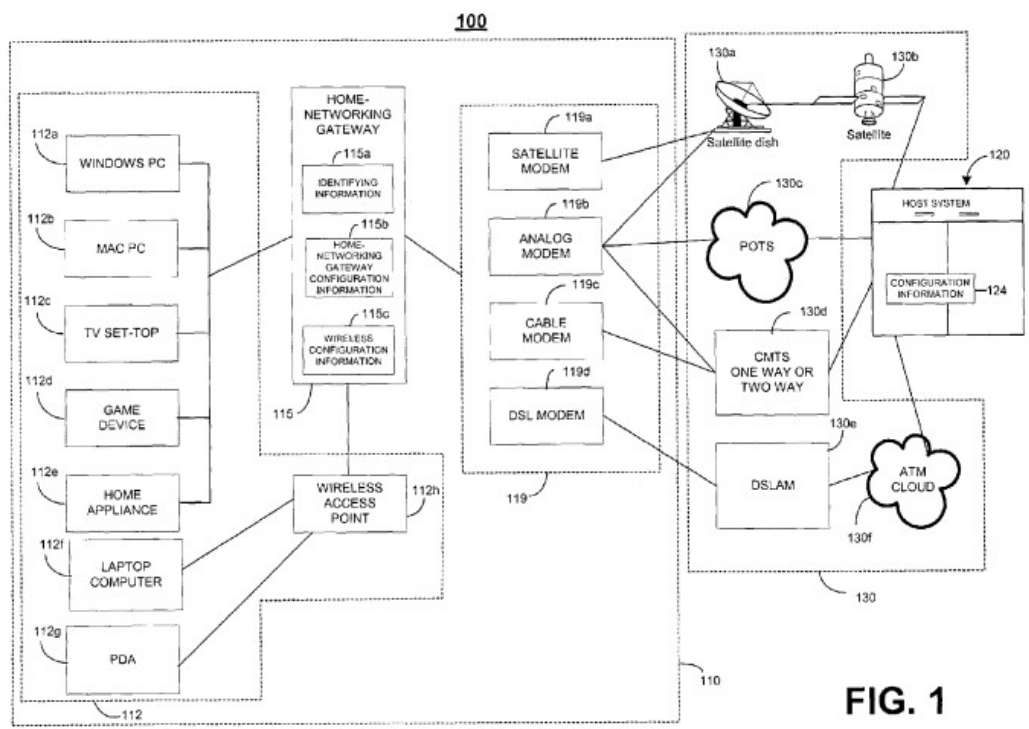 100
112a
WINDOWS PC
112b
MAC PC
112c
TV SET-TOP
112d
GAME
DEVICE
112e
HOME
APPLIANCE
112f
LAPTOP
COMPUTER
112g
PDA
112
HOME-
NETWORKING
GATEWAY
115a
IDENTIFYING
INFORMATION
115b
HOME-
NETWORKING
GATEWAY
CONFIGURATION
INFORMATION
115c
WIRELESS
CONFIGURATION
INFORMATION
115
WIRELESS
ACCESS
POINT
112h
119a
SATELLITE
MODEM
119b
ANALOG
MODEM
119c
CABLE
MODEM
119d
DSL MODEM
119
110
130a
Satellite dish
130b
Satellite
130c
POTS
130d
CMTS
ONE WAY OR
TWO WAY
130e
DSLAM
ATM
CLOUD
130f
130
120
HOST SYSTEM
CONFIGURATION
INFORMATION
124
FIG. 1